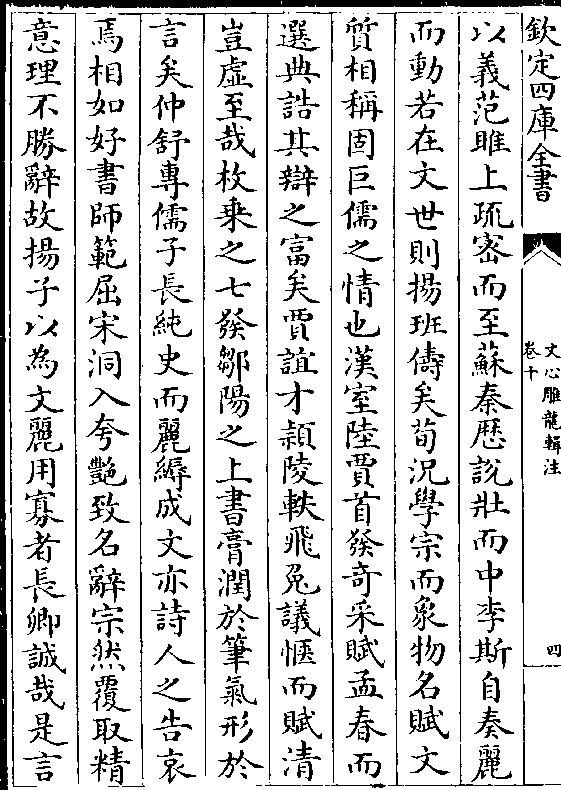 欽定四庫全書
文心雕龍輯注
卷十
四
以義范雎上疏密而至蘇秦歷說壯而中李斯自奏麗
而動若在文世則揚班儔矣荀況學宗而象物名賦文
質相稱固巨儒之情也漢室陸賈首發奇采賦孟春而
選典誥其辯之富矣賈誼才穎陵軼飛兔議愜而賦清
豈虛至哉枚乘之七發鄒陽之上書膏潤於筆氣形於
言矣仲舒專儒子長純史而麗縟成文亦詩人之告哀
焉相如好書師範屈宋洞入夸艷致名辭宗然覆取精
意理不勝辭故揚子以為文麗用寡者長卿誠哉是言